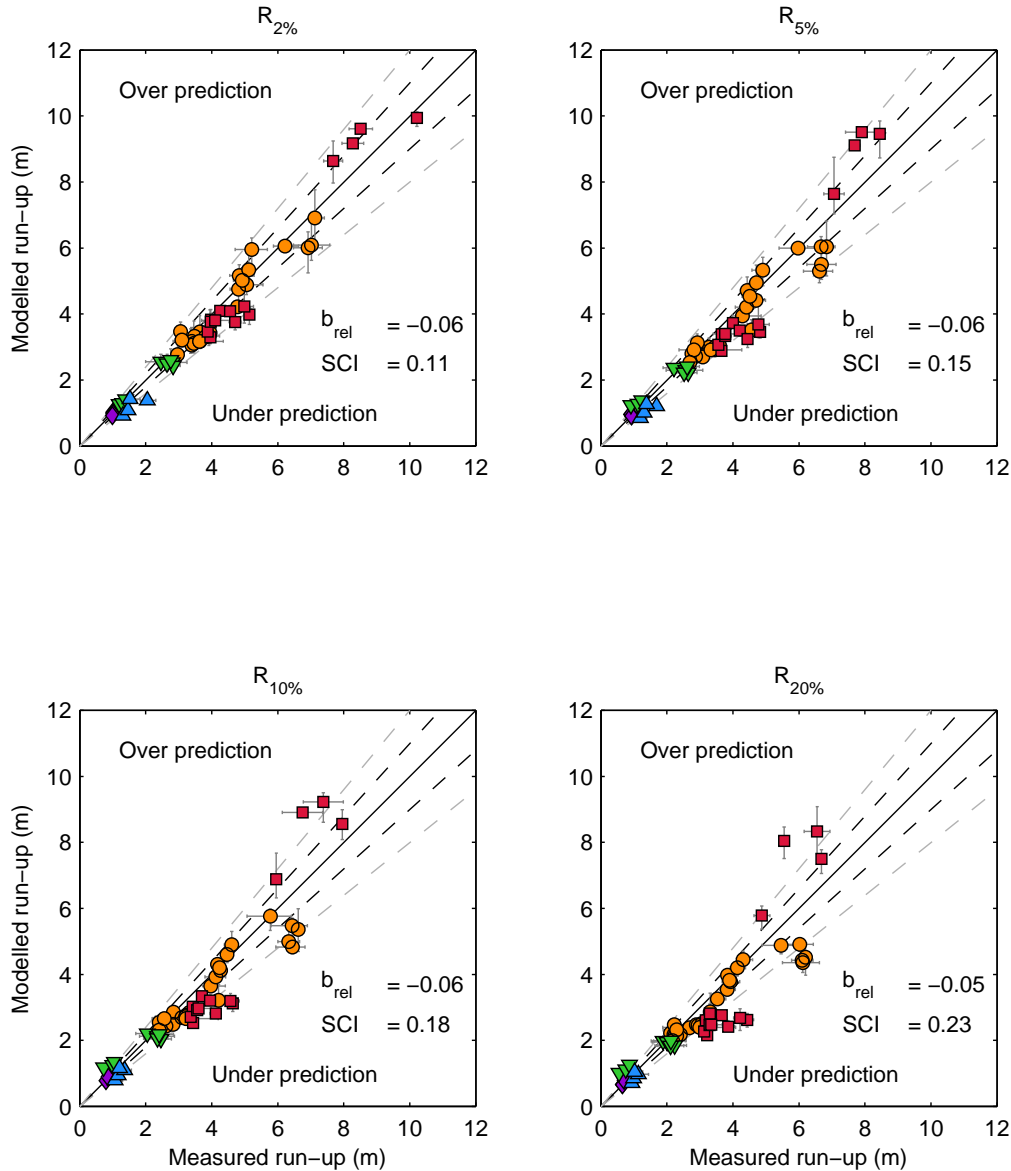 R2%
12
10
8
6
4
2
0
Modelled run−up (m)
Over prediction
brel = −0.06
SCI = 0.11
Under prediction
0 2 4 6 8 10 12
R5%
12
10
8
6
4
2
0
Over prediction
brel = −0.06
SCI = 0.15
Under prediction
0 2 4 6 8 10 12
R10%
12
10
8
6
4
2
0
Modelled run−up (m)
Over prediction
brel = −0.06
SCI = 0.18
Under prediction
0 2 4 6 8 10 12
Measured run−up (m)
R20%
12
10
8
6
4
2
0
Over prediction
brel = −0.05
SCI = 0.23
Under prediction
0 2 4 6 8 10 12
Measured run−up (m)